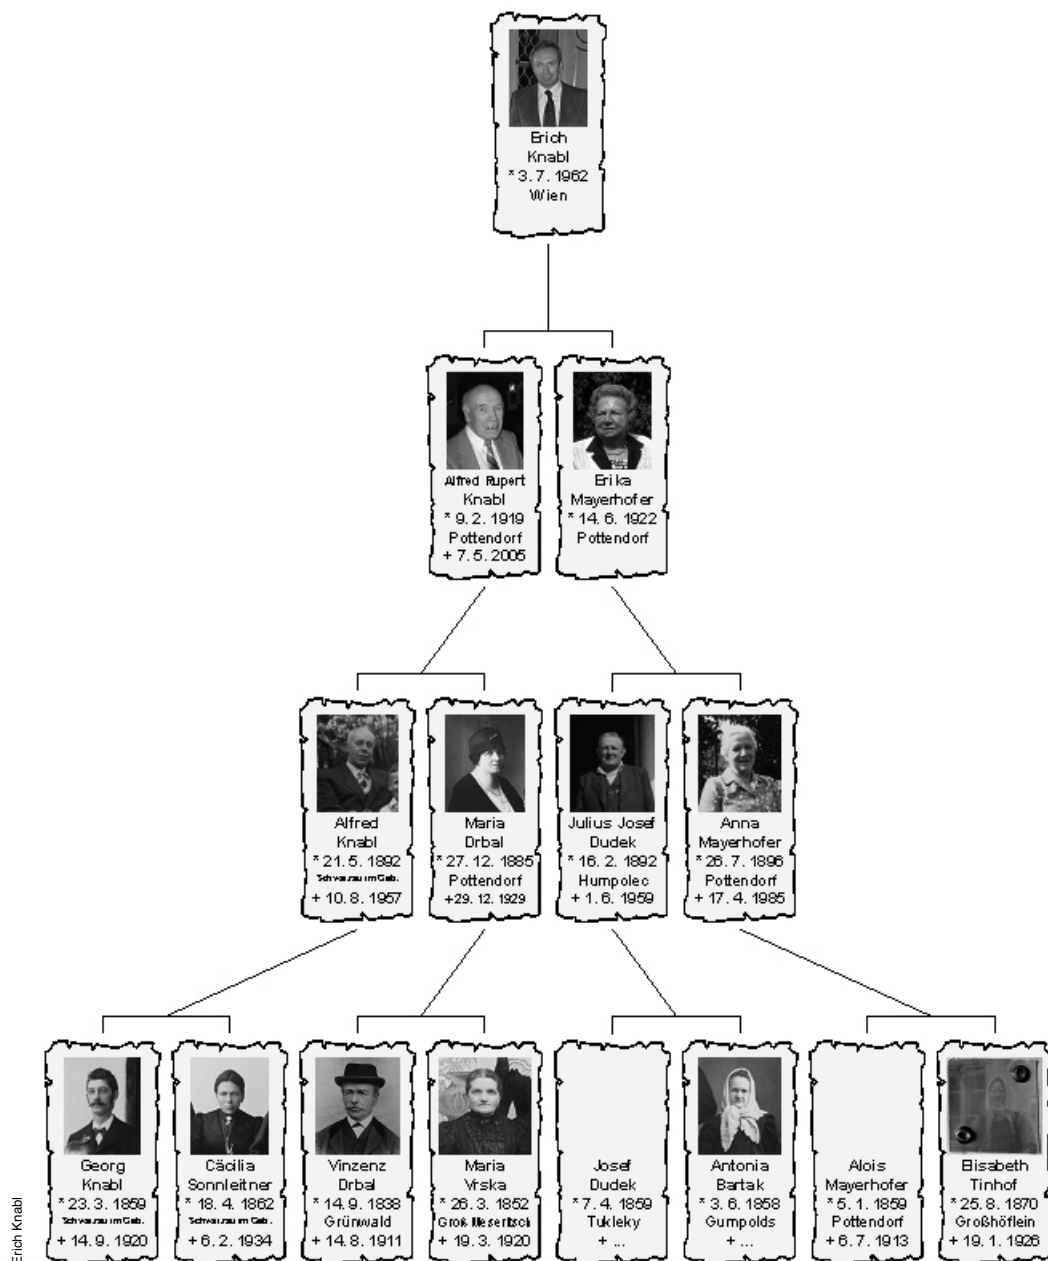 Erich
Knabl
* 3. 7. 1962
Wien
Alfred Rupert
Knabl
* 9. 2. 1919
Pottendorf
+ 7. 5. 2005
Erika
Mayerhofer
* 14. 6. 1922
Pottendorf
Alfred
Knabl
* 21. 5. 1892
Schwarzau im Geb.
+ 10. 8. 1957
Maria
Drbal
* 27. 12. 1885
Pottendorf
+ 29. 12. 1929
Julius Josef
Dudek
* 16. 2. 1892
Humpolec
+ 1. 6. 1959
Anna
Mayerhofer
* 26. 7. 1896
Pottendorf
+ 17. 4. 1985
Georg
Knabl
* 23. 3. 1859
Schwarzau im Geb.
+ 14. 9. 1920
Cäcilia
Sonnleitner
* 18. 4. 1862
Schwarzau im Geb.
+ 6. 2. 1934
Vinzenz
Drbal
* 14. 9. 1838
Grünwald
+ 14. 8. 1911
Maria
Vrska
* 26. 3. 1852
Groß Meseritsch
+ 19. 3. 1920
Josef
Dudek
* 7. 4. 1859
Tukleky
+ ...
Antonia
Bartak
* 3. 6. 1858
Gumpolds
+ ...
Alois
Mayerhofer
* 5. 1. 1859
Pottendorf
+ 6. 7. 1913
Elisabeth
Tinhof
* 25. 8. 1870
Großhöflein
+ 19. 1. 1926
Erich Knabl